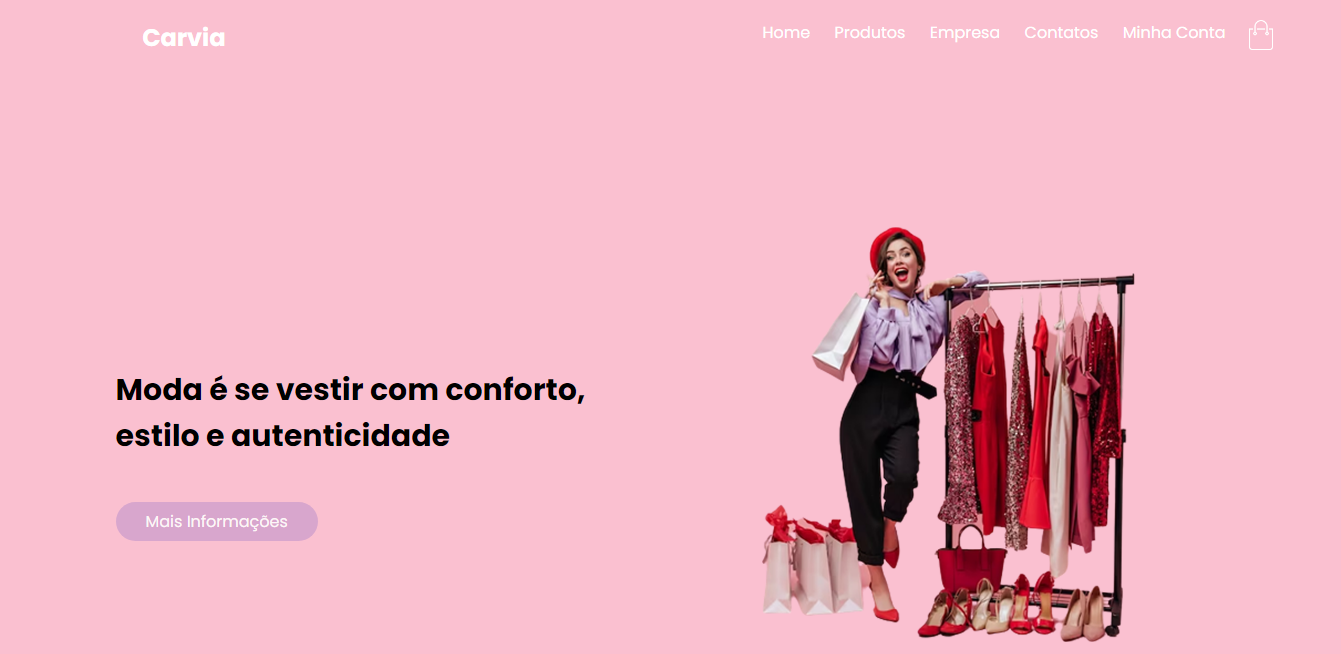 Carvia
Home Produtos Empresa Contatos Minha Conta
Moda é se vestir com conforto,
estilo e autenticidade
Mais Informações